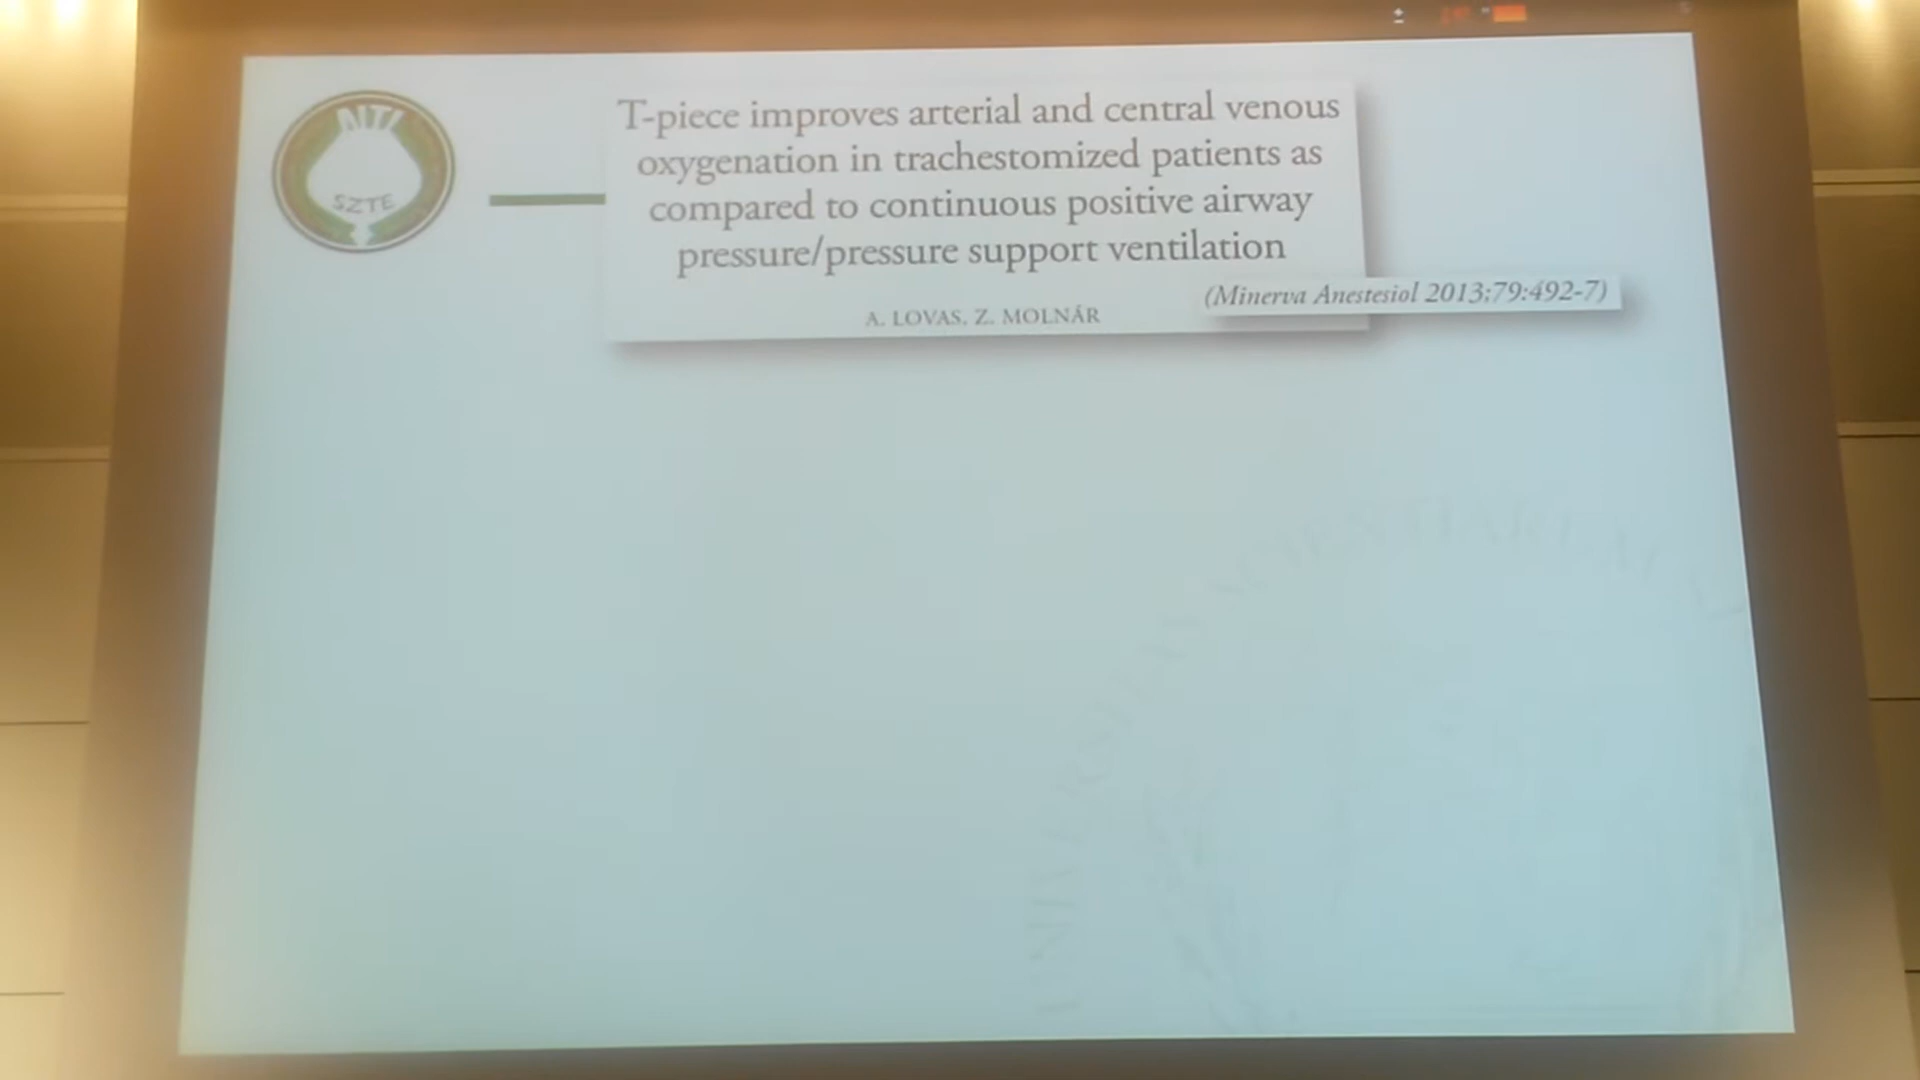 AITI
SZTE
T-piece improves arterial and central venous
oxygenation in trachestomized patients as
compared to continuous positive airway
pressure/pressure support ventilation
(Minerva Anestesiol 2013;79:492-7)
A. LOVAS, Z. MOLNÁR